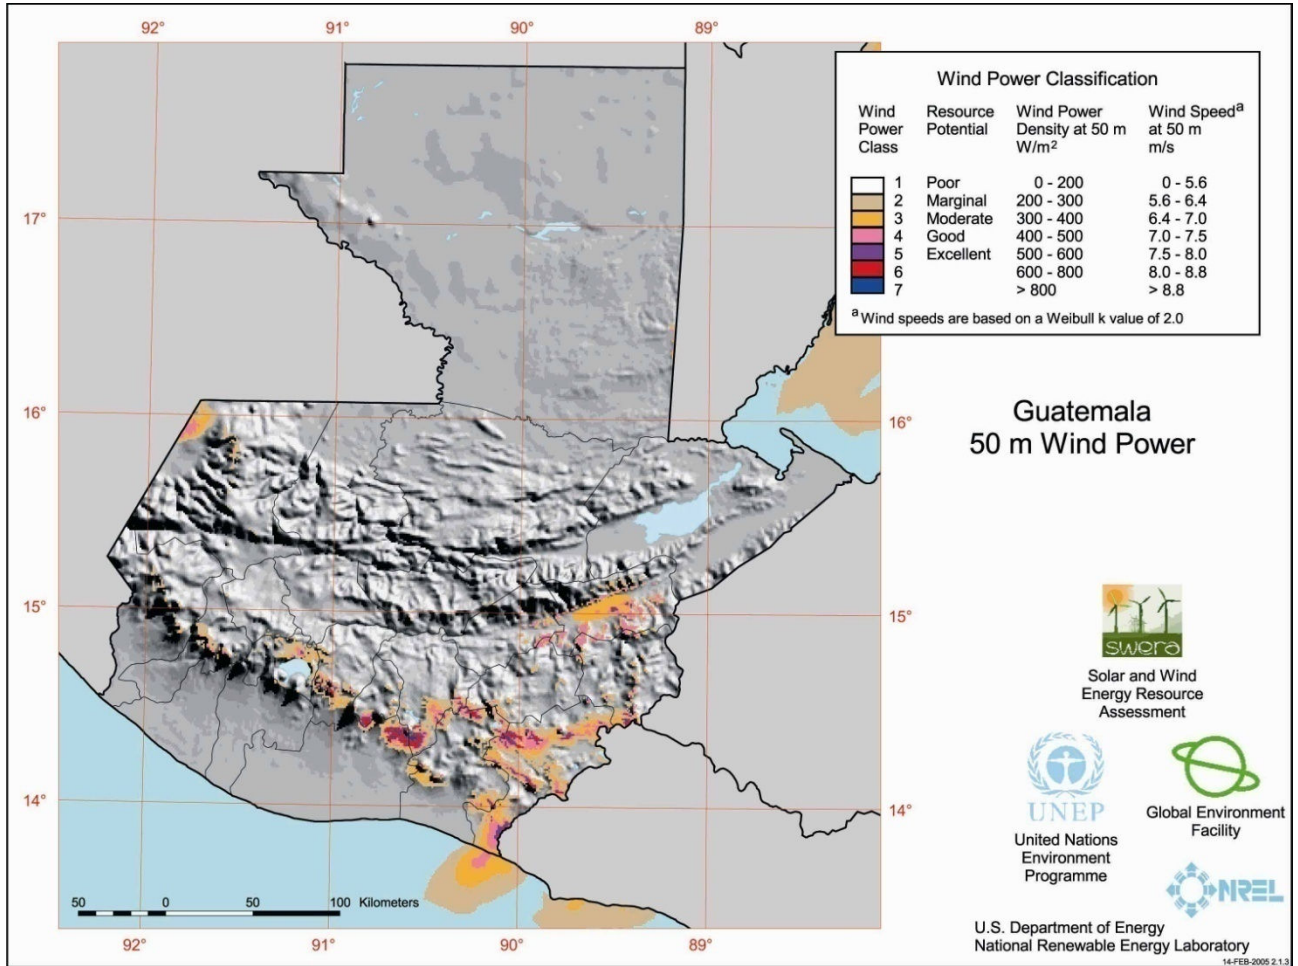 92° 91° 90° 89°
Wind Power Classification
Wind Power Class Resource Potential Wind Power Density at 50 m W/m² Wind Speedᵃ at 50 m m/s
1 Poor 0 - 200 0 - 5.6
2 Marginal 200 - 300 5.6 - 6.4
3 Moderate 300 - 400 6.4 - 7.0
4 Good 400 - 500 7.0 - 7.5
5 Excellent 500 - 600 7.5 - 8.0
6 600 - 800 8.0 - 8.8
7 > 800 > 8.8
ᵃ Wind speeds are based on a Weibull k value of 2.0
17°
16° 16°
Guatemala
50 m Wind Power
15° 15°
swera
Solar and Wind
Energy Resource
Assessment
14° 14°
UNEP
United Nations
Environment
Programme
Global Environment
Facility
NREL
50 0 50 100 Kilometers
U.S. Department of Energy
National Renewable Energy Laboratory
92° 91° 90° 89°
14-FEB-2005 2.1.3